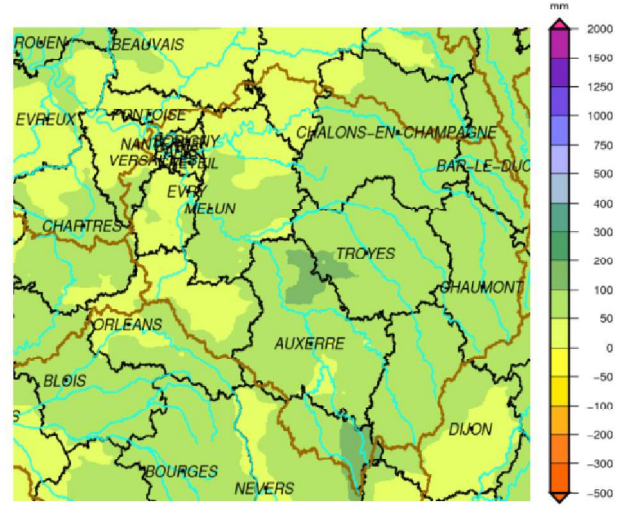 mm
2000
1500
1250
1000
750
500
400
300
200
100
50
0
−50
−100
−200
−300
−500
ROUEN
BEAUVAIS
EVREUX
PONTOISE
CHALONS-EN-CHAMPAGNE
BAR-LE-DUC
EVRY
MELUN
CHARTRES
TROYES
CHAUMONT
ORLEANS
AUXERRE
BLOIS
S
DIJON
BOURGES
NEVERS